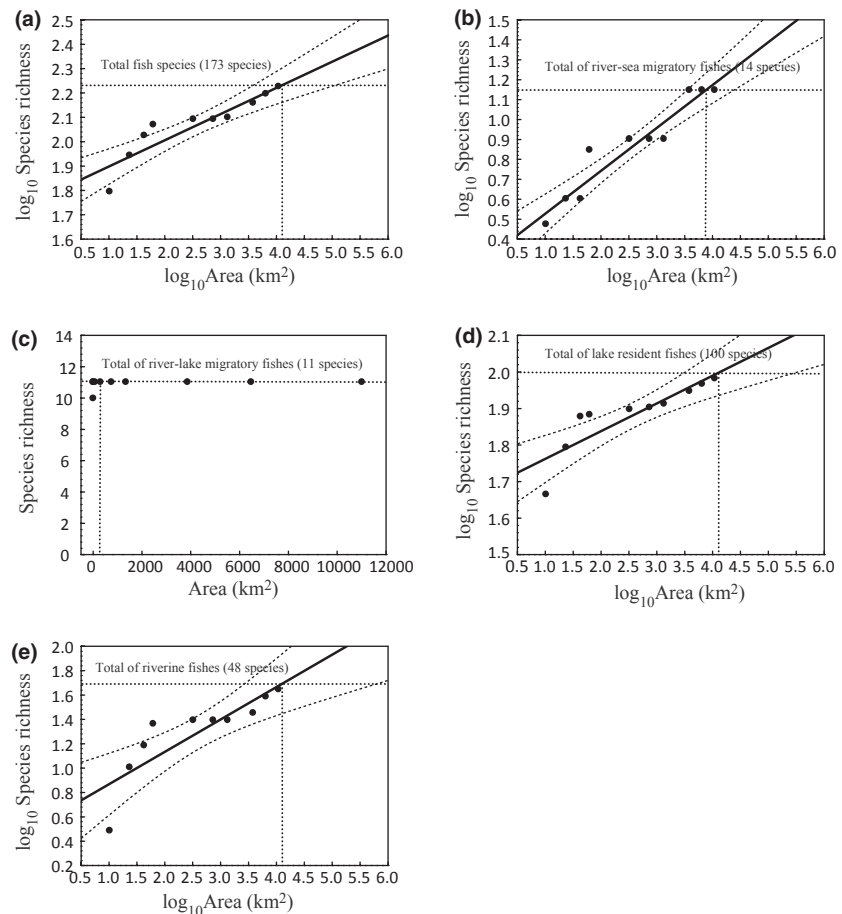 (a)
Total fish species (173 species)
log10 Species richness
2.8
2.7
2.6
2.5
2.4
2.3
2.2
2.1
2.0
1.9
1.8
1.7
1.6
0.5 1.0 1.5 2.0 2.5 3.0 3.5 4.0 4.5 5.0 5.5 6.0
log10Area (km2)
(b)
Total of river-sea migratory fishes (14 species)
log10 Species richness
1.5
1.4
1.3
1.2
1.1
1.0
0.9
0.8
0.7
0.6
0.5
0.4
0.5 1.0 1.5 2.0 2.5 3.0 3.5 4.0 4.5 5.0 5.5 6.0
log10Area (km2)
(c)
Total of river-lake migratory fishes (11 species)
Species richness
14
12
10
8
6
4
2
0
0 2000 4000 6000 8000 10000 12000
Area (km2)
(d)
Total of lake resident fishes (100 species)
log10 Species richness
2.1
2.0
1.9
1.8
1.7
1.6
1.5
0.5 1.0 1.5 2.0 2.5 3.0 3.5 4.0 4.5 5.0 5.5 6.0
log10Area (km2)
(e)
Total of riverine fishes (48 species)
log10 Species richness
2.0
1.8
1.6
1.4
1.2
1.0
0.8
0.6
0.4
0.2
0.5 1.0 1.5 2.0 2.5 3.0 3.5 4.0 4.5 5.0 5.5 6.0
log10Area (km2)